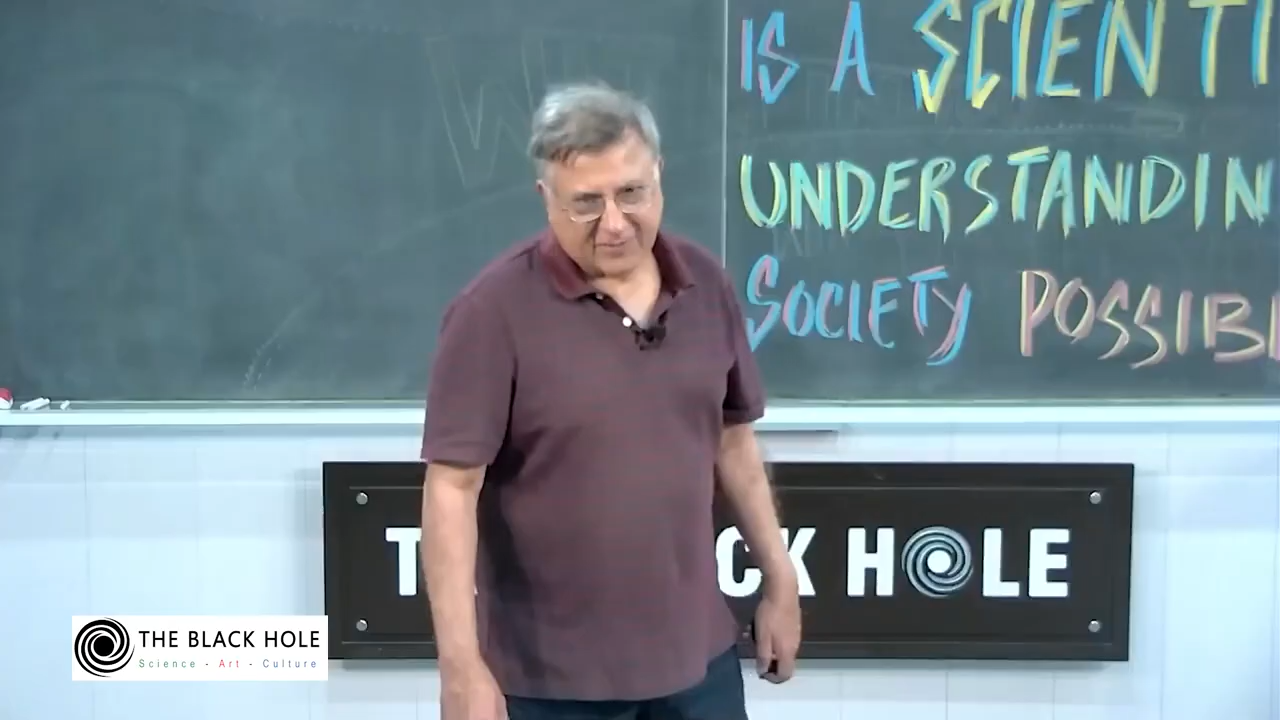 IS A SCIENTI
UNDERSTANDIN
SOCIETY POSSIBL
T CK HOLE
THE BLACK HOLE
Science - Art - Culture